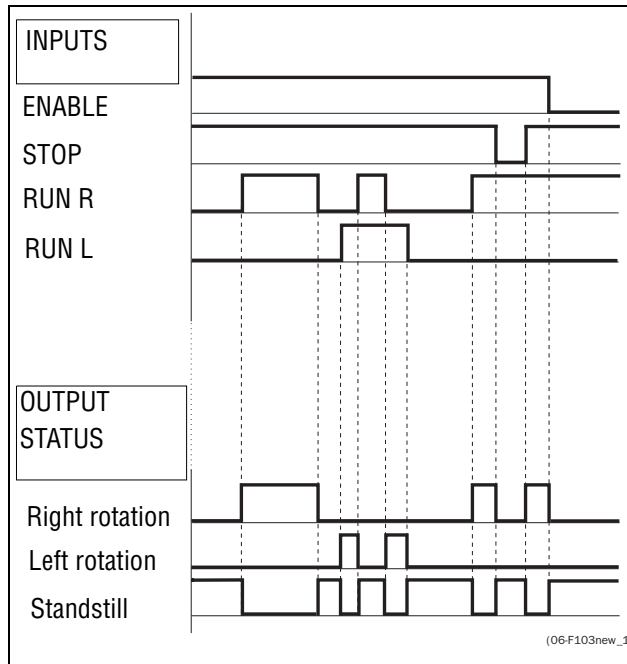 INPUTS
ENABLE
STOP
RUN R
RUN L
OUTPUT
STATUS
Right rotation
Left rotation
Standstill
(06-F103new_1